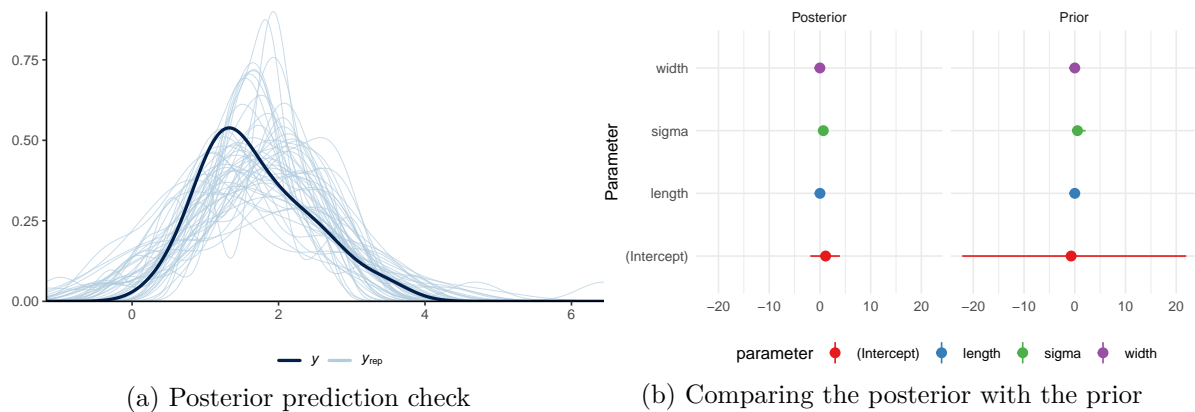 0.75
0.50
0.25
0.00
0 2 4 6
y yrep
(a) Posterior prediction check
Posterior Prior
Parameter
width
sigma
length
(Intercept)
−20 −10 0 10 20 −20 −10 0 10 20
parameter (Intercept) length sigma width
(b) Comparing the posterior with the prior